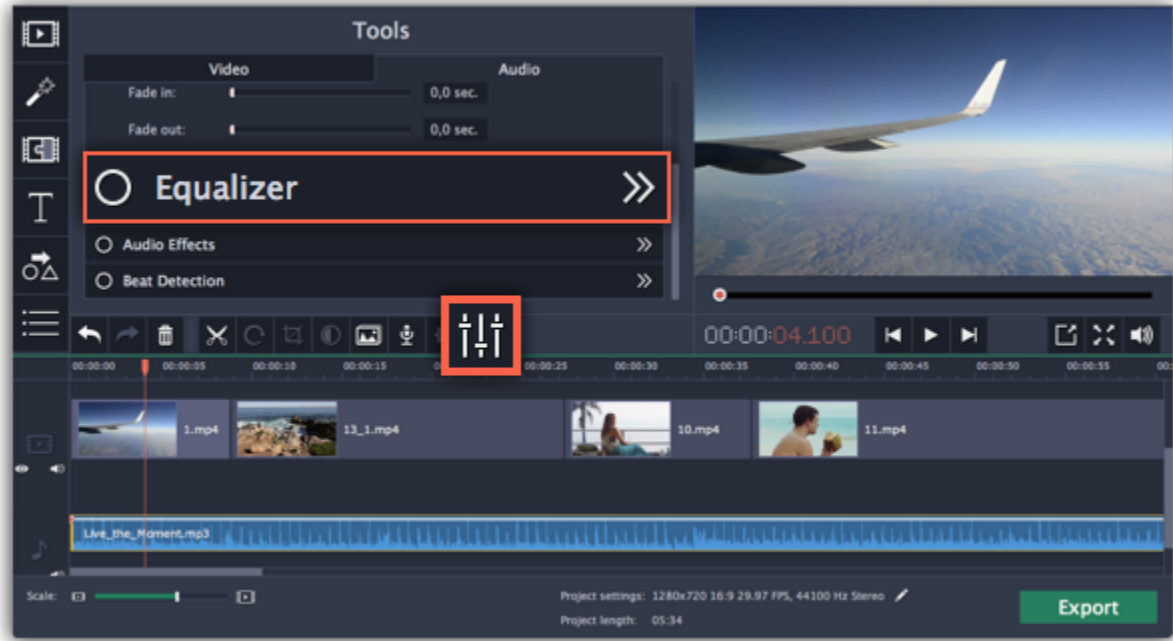 Tools
Video Audio
Fade in: 0,0 sec.
Fade out: 0,0 sec.
Equalizer
Audio Effects
Beat Detection
T
00:00:04.100
00:00:00 00:00:05 00:00:10 00:00:15 00:00:25 00:00:30 00:00:35 00:00:40 00:00:45 00:00:50 00:00:55
1.mp4 13_1.mp4 10.mp4 11.mp4
Live_the_Moment.mp3
Scale:
Project settings: 1280x720 16:9 29.97 FPS, 44100 Hz Stereo
Project length: 05:34
Export